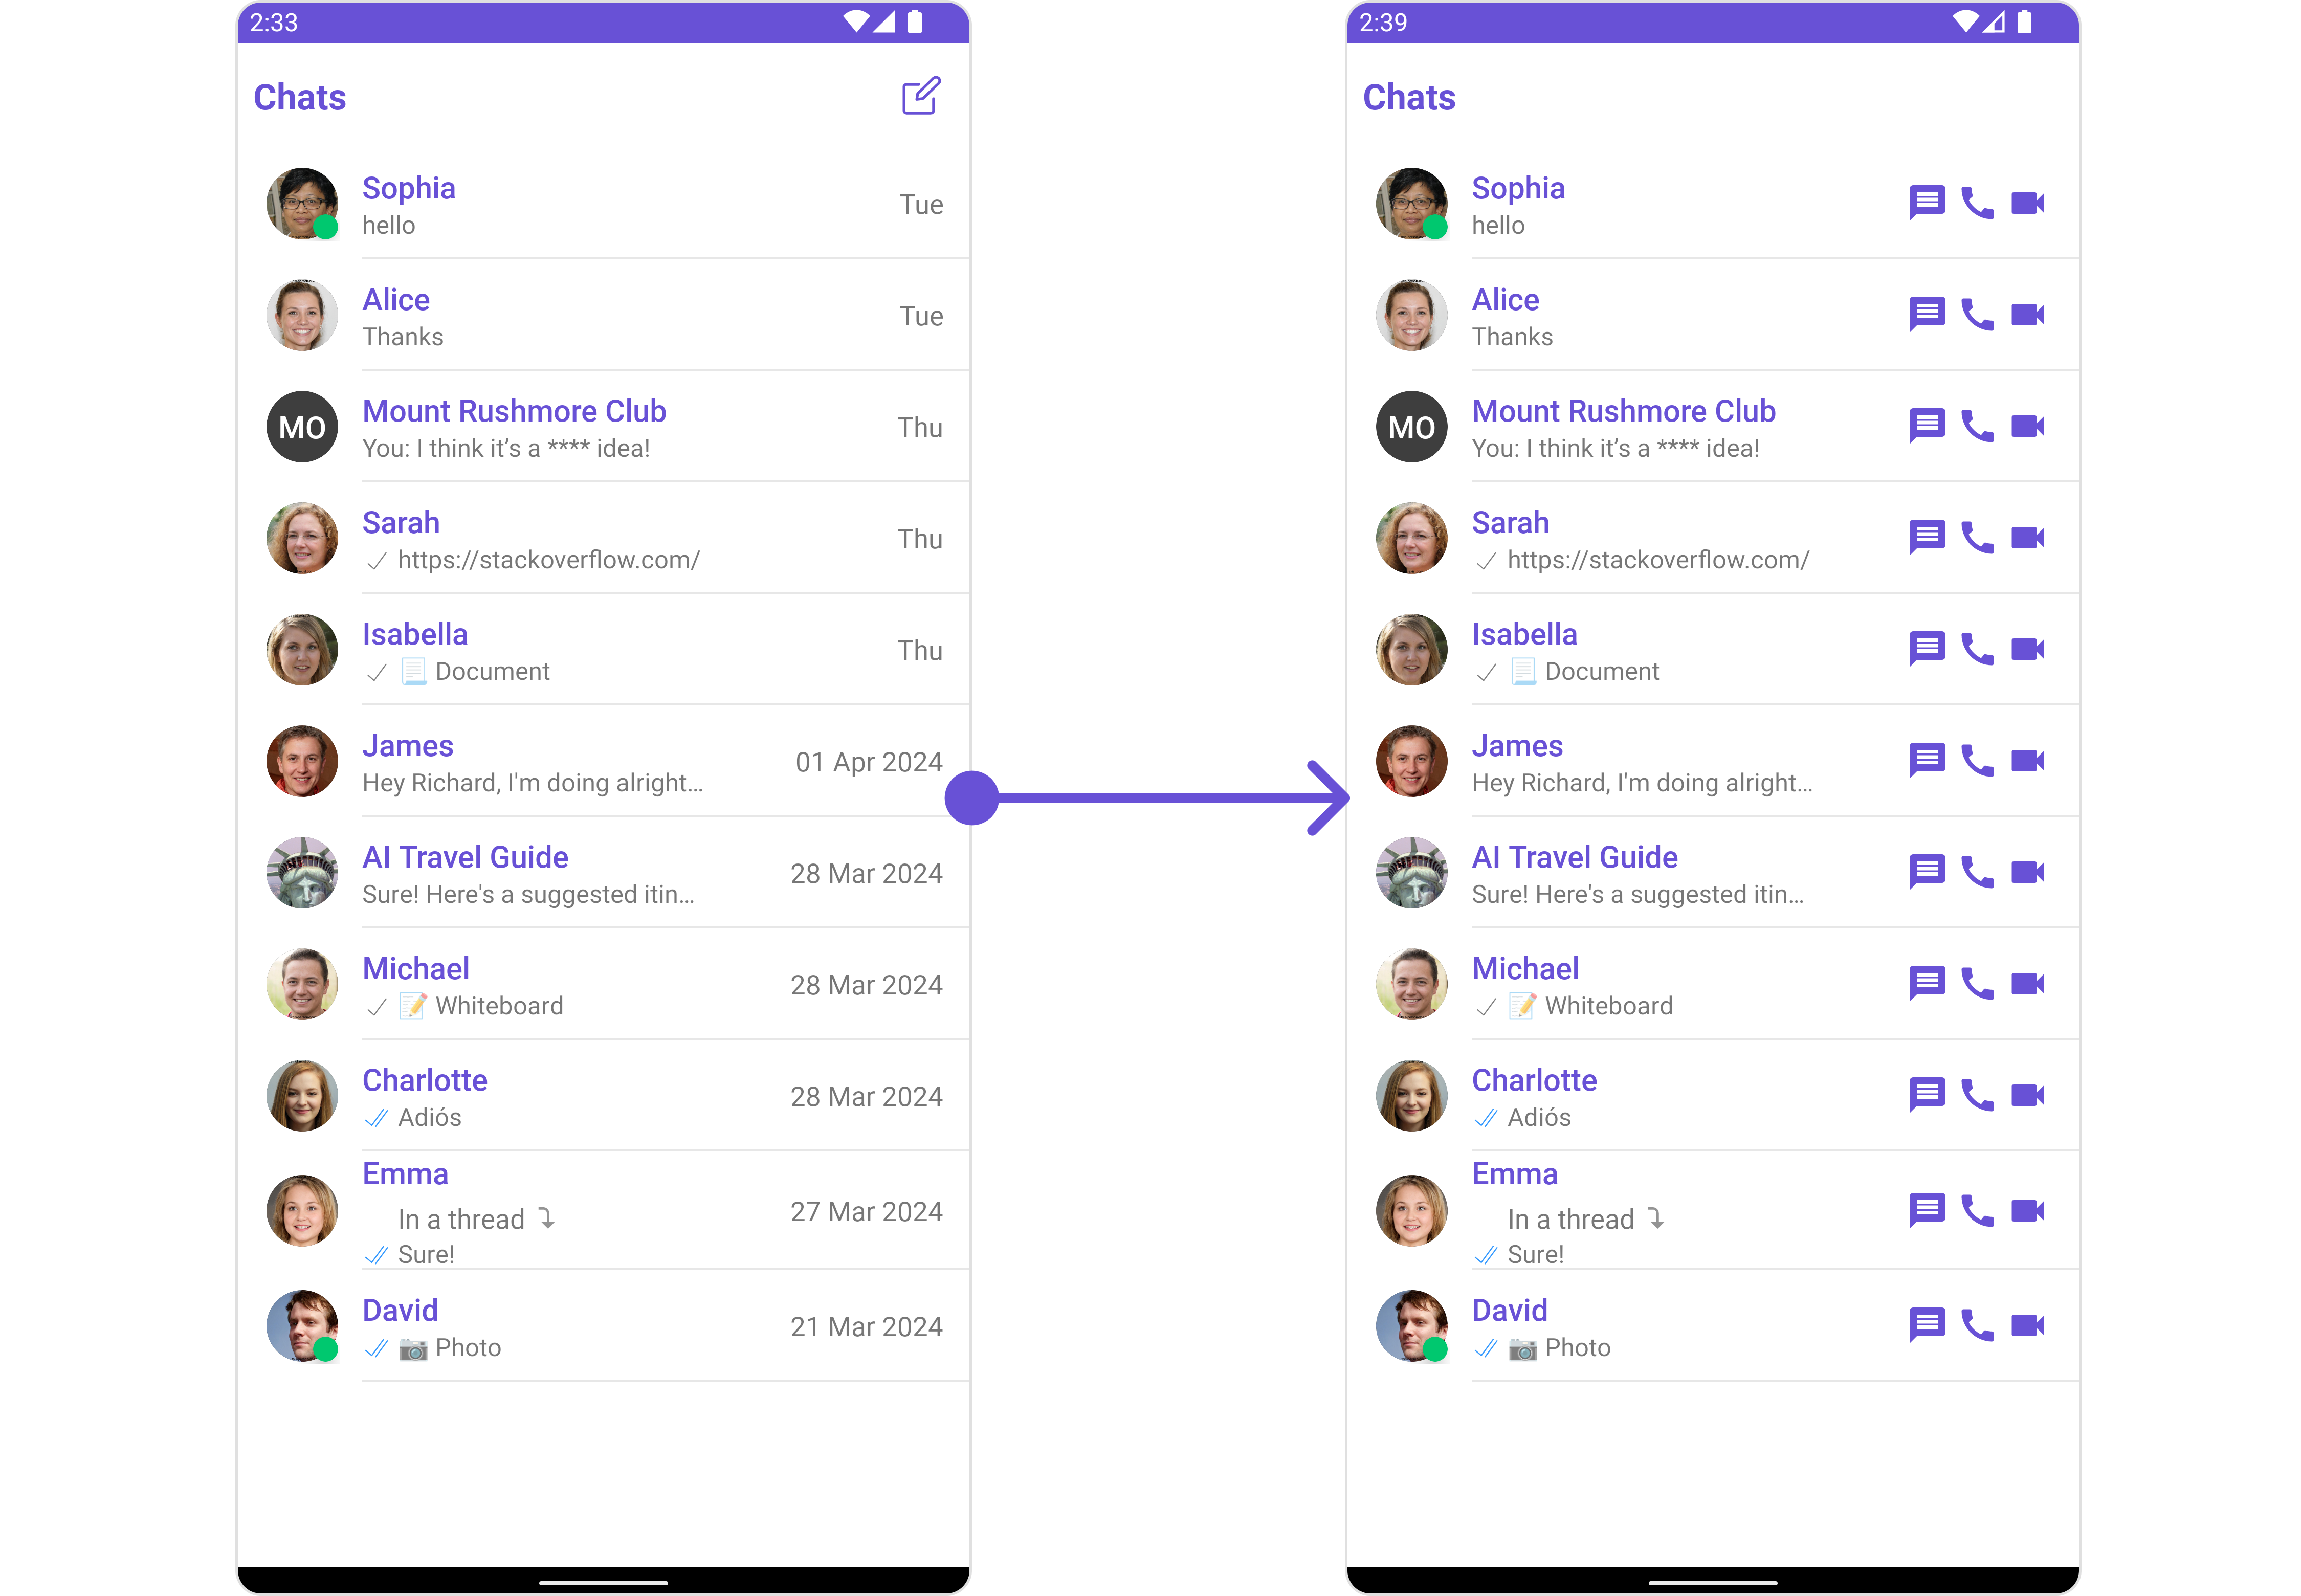 2:33
Chats
Sophia
hello
Tue
Alice
Thanks
Tue
MO
Mount Rushmore Club
You: I think it’s a **** idea!
Thu
Sarah
https://stackoverflow.com/
Thu
Isabella
Document
Thu
James
Hey Richard, I'm doing alright...
01 Apr 2024
AI Travel Guide
Sure! Here's a suggested itin...
28 Mar 2024
Michael
Whiteboard
28 Mar 2024
Charlotte
Adiós
28 Mar 2024
Emma
In a thread
Sure!
27 Mar 2024
David
Photo
21 Mar 2024
2:39
Chats
Sophia
hello
Alice
Thanks
MO
Mount Rushmore Club
You: I think it’s a **** idea!
Sarah
https://stackoverflow.com/
Isabella
Document
James
Hey Richard, I'm doing alright...
AI Travel Guide
Sure! Here's a suggested itin...
Michael
Whiteboard
Charlotte
Adiós
Emma
In a thread
Sure!
David
Photo